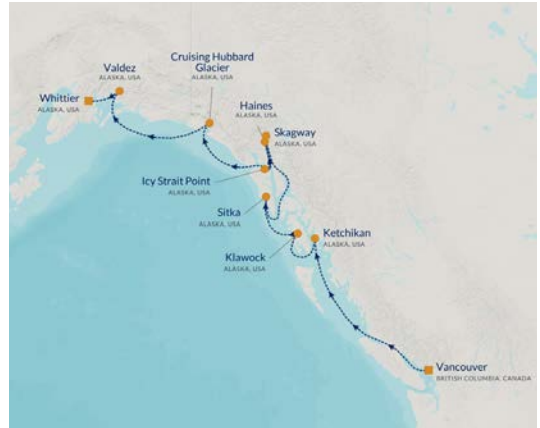 Cruising Hubbard
Glacier
ALASKA, USA
Valdez
ALASKA, USA
Whittier
ALASKA, USA
Haines
ALASKA, USA
Skagway
ALASKA, USA
Icy Strait Point
ALASKA, USA
Sitka
ALASKA, USA
Klawock
ALASKA, USA
Ketchikan
ALASKA, USA
Vancouver
BRITISH COLUMBIA, CANADA